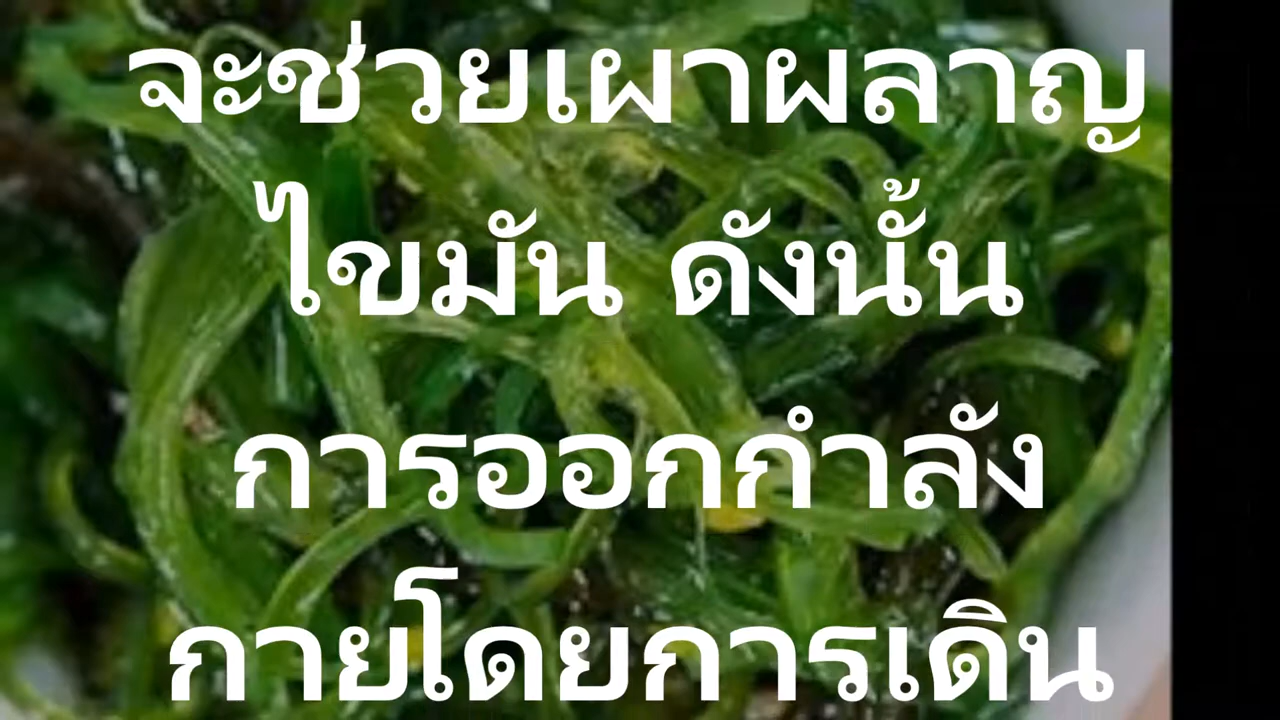 จะช่วยเผาผลาญ
ไขมัน ดังนั้น
การออกกำลัง
กายโดยการเดิน